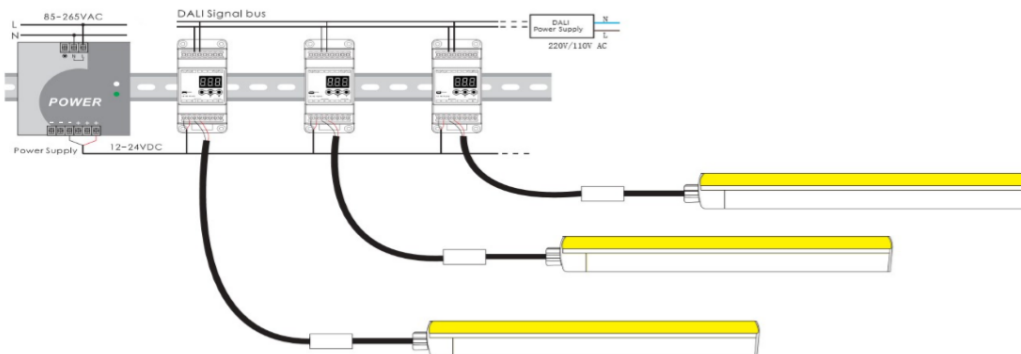 85-265VAC
L
N
DALI Signal bus
DALI
Power Supply
N
L
220V/110V AC
POWER
Power Supply
12-24VDC